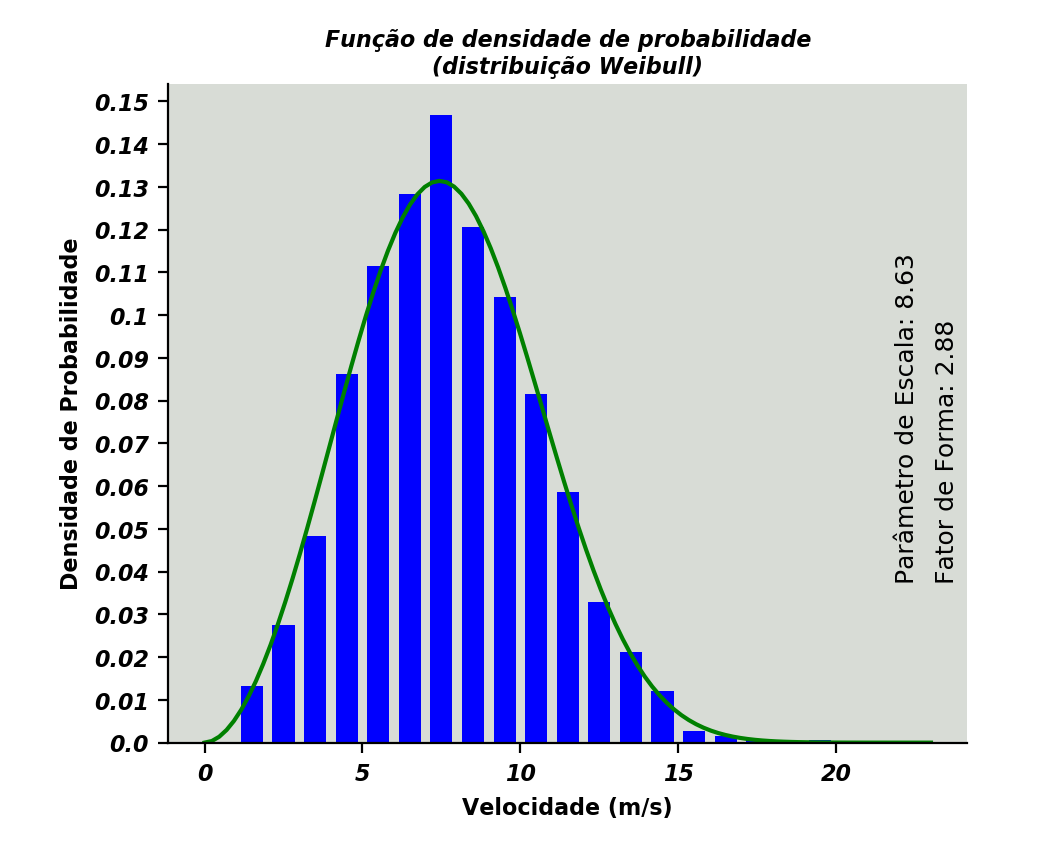 Função de densidade de probabilidade
(distribuição Weibull)
Densidade de Probabilidade
0.15
0.14
0.13
0.12
0.11
0.1
0.09
0.08
0.07
0.06
0.05
0.04
0.03
0.02
0.01
0.0
Parâmetro de Escala: 8.63
Fator de Forma: 2.88
0 5 10 15 20
Velocidade (m/s)